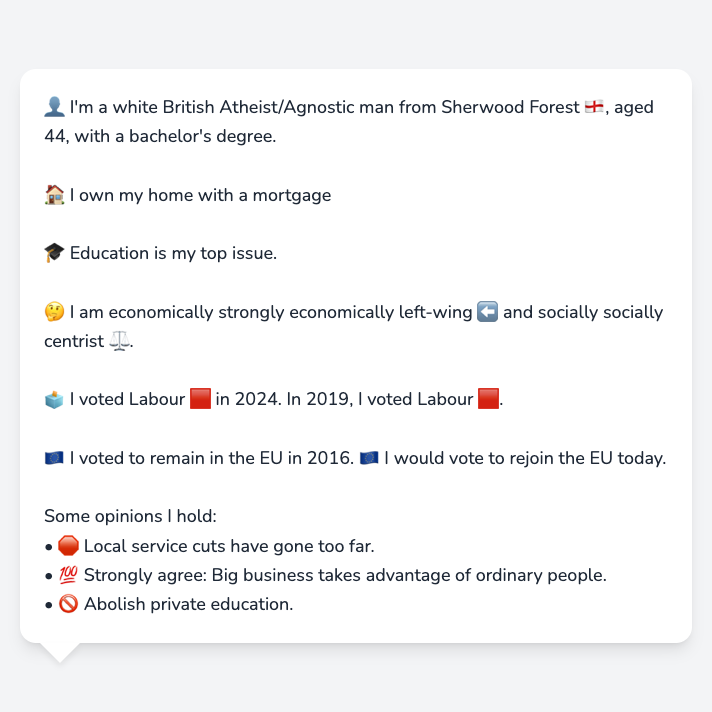 👤 I'm a white British Atheist/Agnostic man from Sherwood Forest 🏴󠁧󠁢󠁥󠁮󠁧󠁿, aged
44, with a bachelor's degree.
🏠 I own my home with a mortgage
🎓 Education is my top issue.
🤔 I am economically strongly economically left-wing ⬅️ and socially socially
centrist ⚖️.
🗳️ I voted Labour 🟥 in 2024. In 2019, I voted Labour 🟥.
🇪🇺 I voted to remain in the EU in 2016. 🇪🇺 I would vote to rejoin the EU today.
Some opinions I hold:
• 🛑 Local service cuts have gone too far.
• 💯 Strongly agree: Big business takes advantage of ordinary people.
• 🚫 Abolish private education.